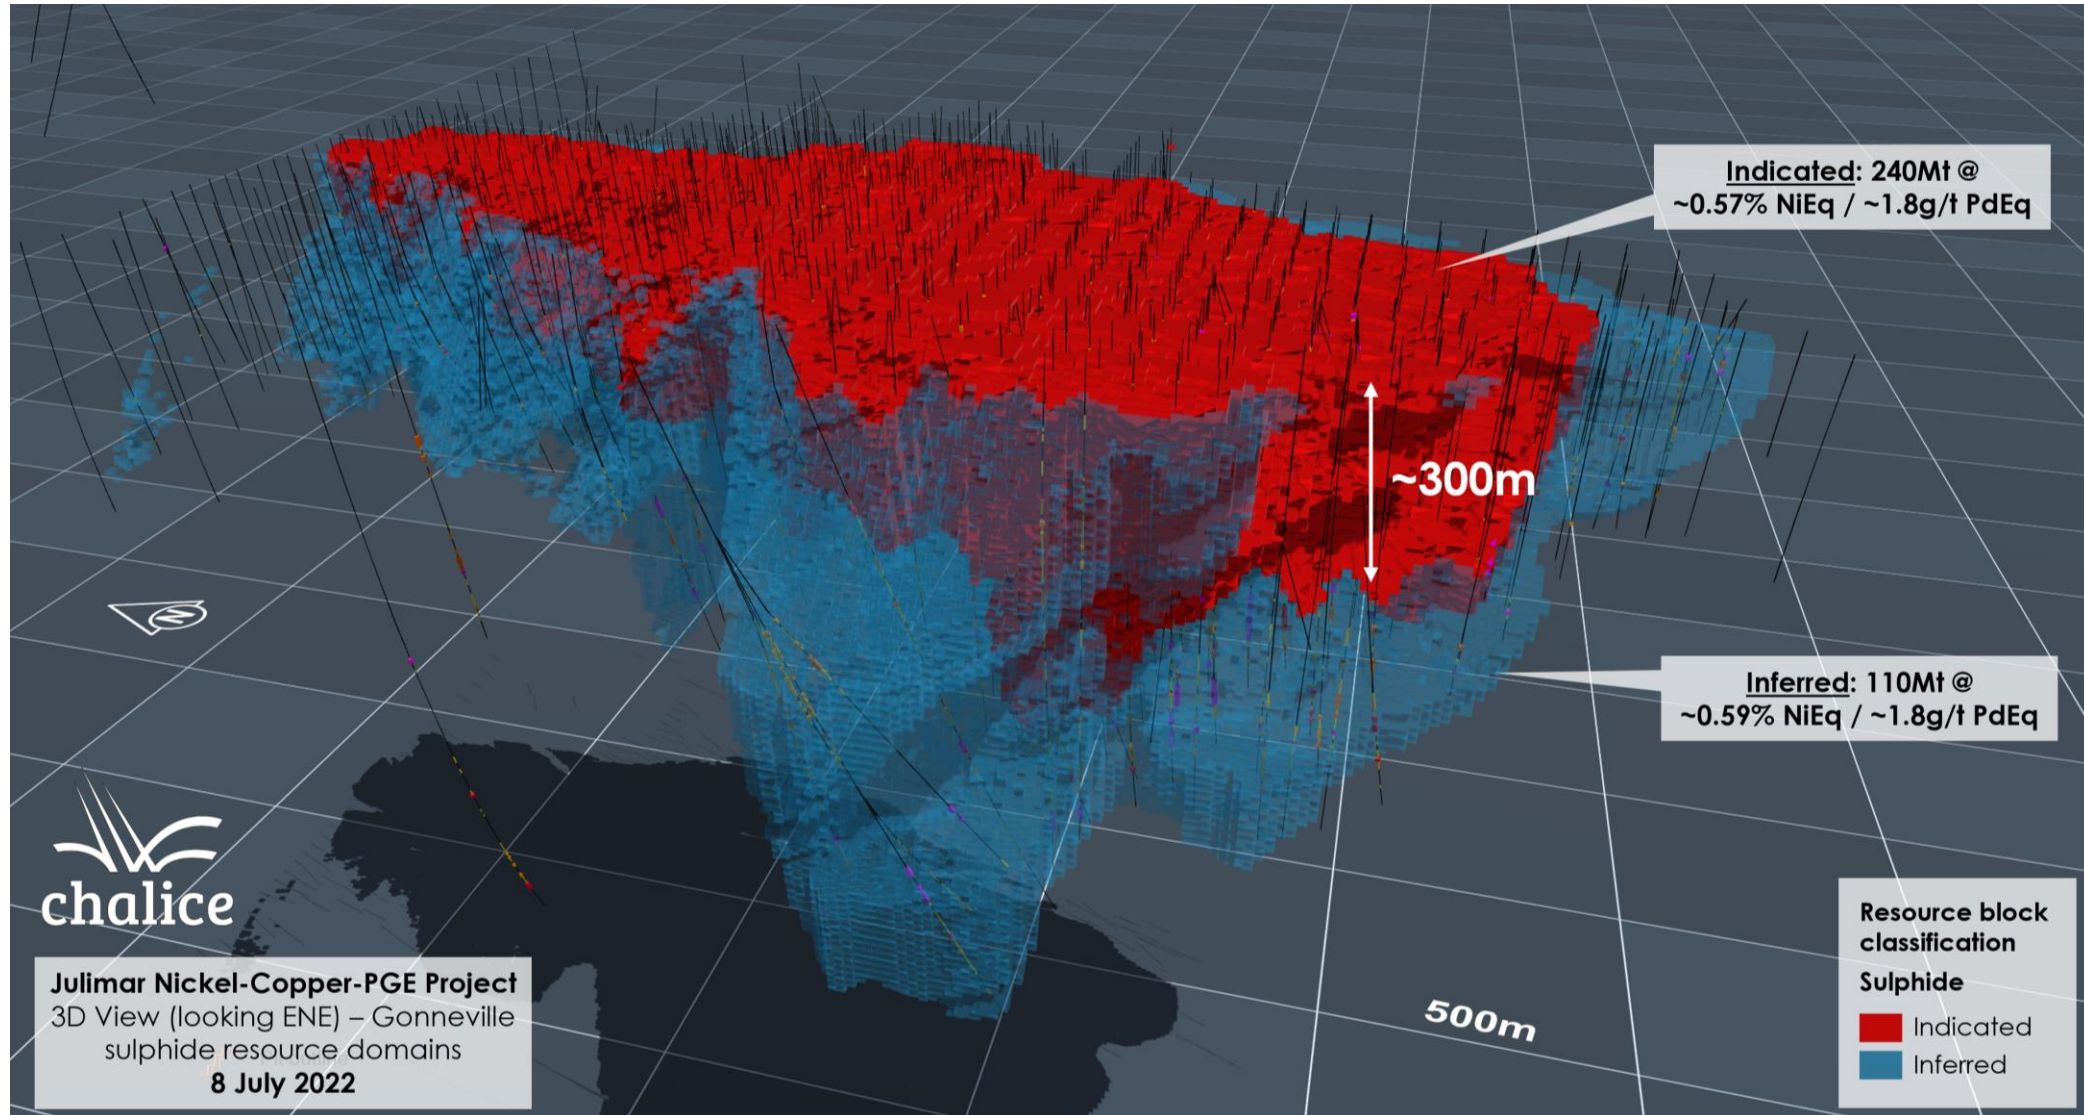 Indicated: 240Mt @
~0.57% NiEq / ~1.8g/t PdEq
~300m
Inferred: 110Mt @
~0.59% NiEq / ~1.8g/t PdEq
N
chalice
Julimar Nickel-Copper-PGE Project
3D View (looking ENE) – Gonneville
sulphide resource domains
8 July 2022
500m
Resource block
classification
Sulphide
Indicated
Inferred